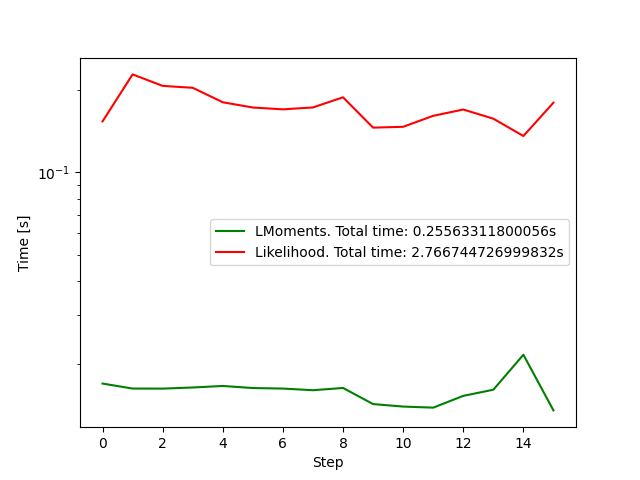 10⁻¹
Time [s]
LMoments. Total time: 0.25563311800056s
Likelihood. Total time: 2.766744726999832s
0 2 4 6 8 10 12 14
Step